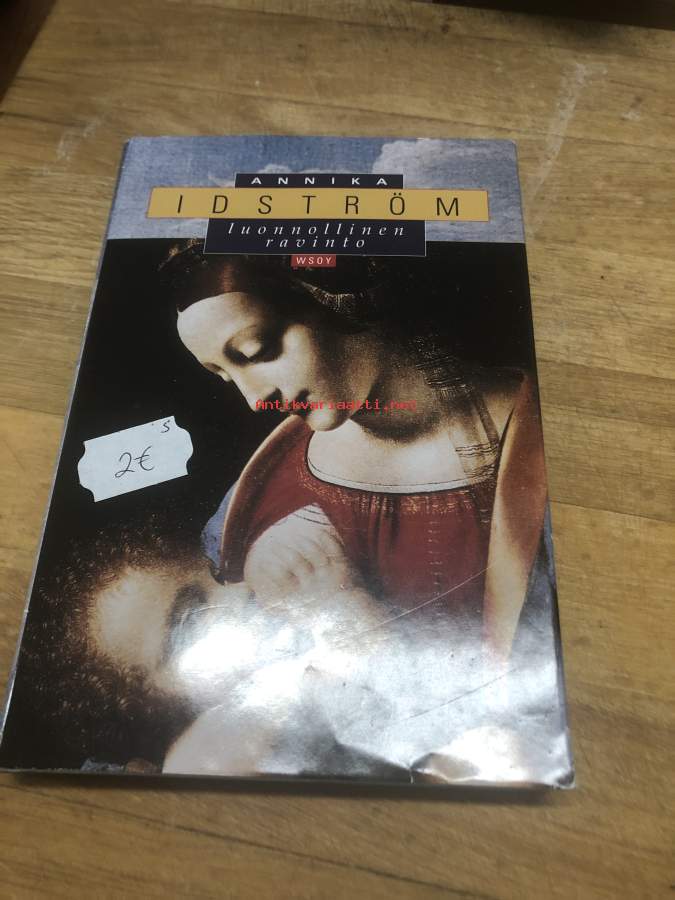 ANNIKA
IDSTRÖM
luonnollinen
ravinto
WSOY
Antikvariaatti.net
S
2€